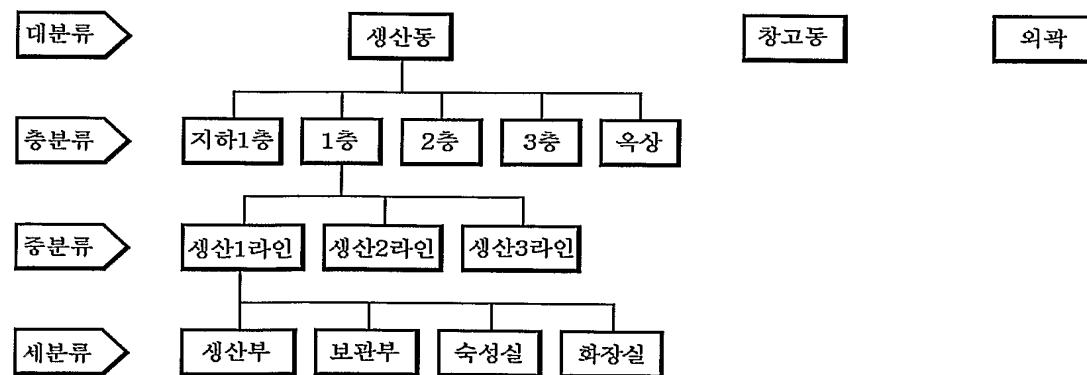 대분류 생산동 창고동 외곽
층분류 지하1층 1층 2층 3층 옥상
중분류 생산1라인 생산2라인 생산3라인
세분류 생산부 보관부 숙성실 화장실